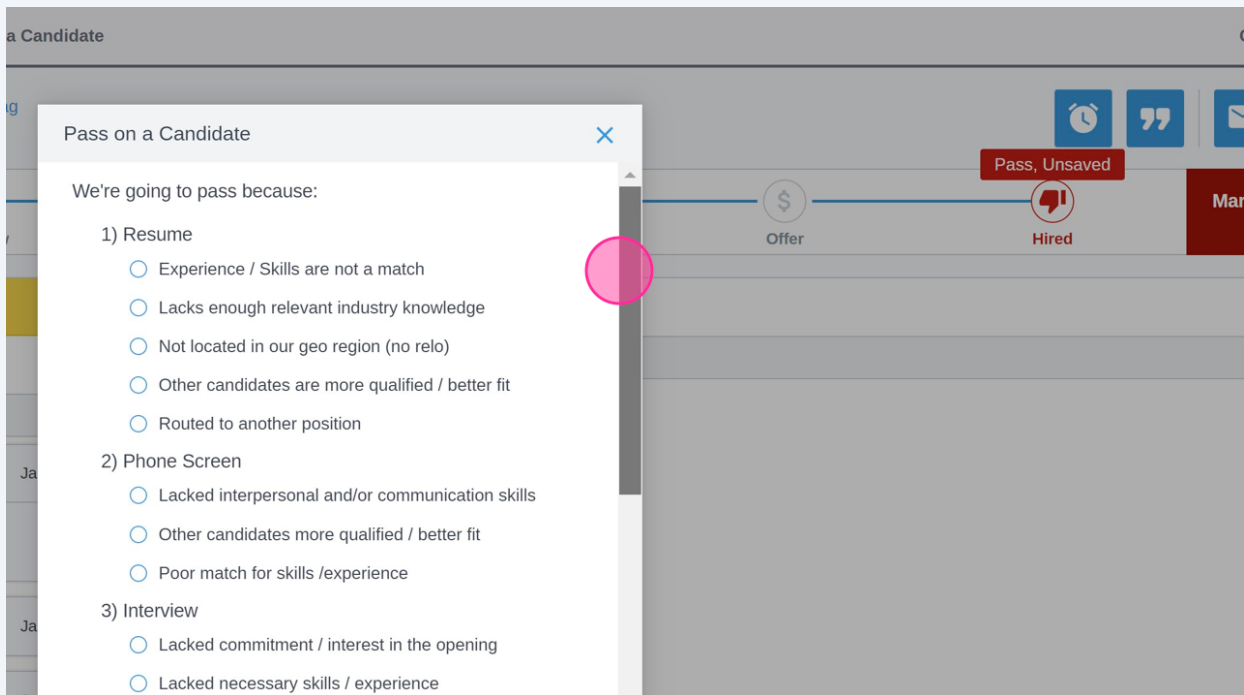 a Candidate
Pass on a Candidate
We're going to pass because:
1) Resume
Experience / Skills are not a match
Lacks enough relevant industry knowledge
Not located in our geo region (no relo)
Other candidates are more qualified / better fit
Routed to another position
2) Phone Screen
Lacked interpersonal and/or communication skills
Other candidates more qualified / better fit
Poor match for skills /experience
3) Interview
Lacked commitment / interest in the opening
Lacked necessary skills / experience
Pass, Unsaved
$
Offer
Hired
Mar
Ja
Ja